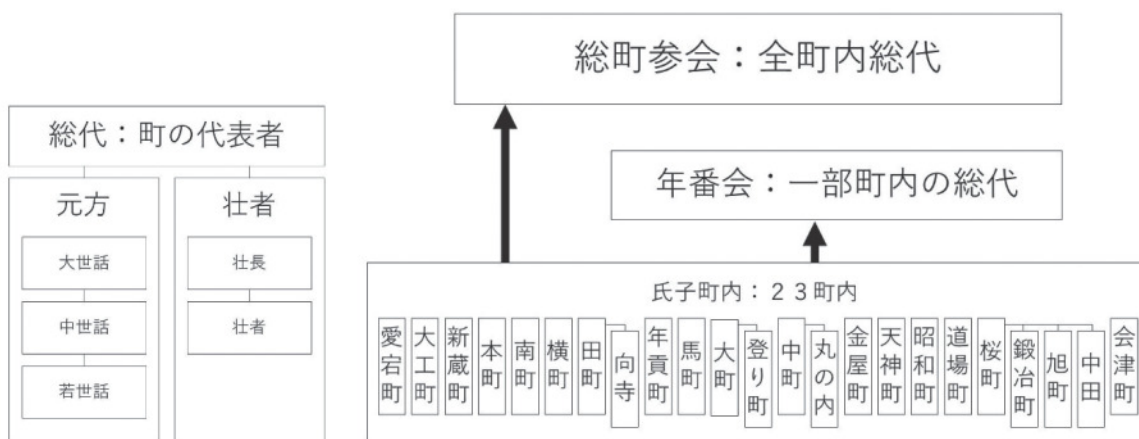 総町参会：全町内総代
総代：町の代表者
元方
大世話
中世話
若世話
壮者
壮長
壮者
年番会：一部町内の総代
氏子町内：２３町内
愛宕町
大工町
新蔵町
本町
南町
横町
田町
向寺
年貢町
馬町
大町
登り町
中町
丸の内
金屋町
天神町
昭和町
道場町
桜町
鍛冶町
旭町
中田
会津町